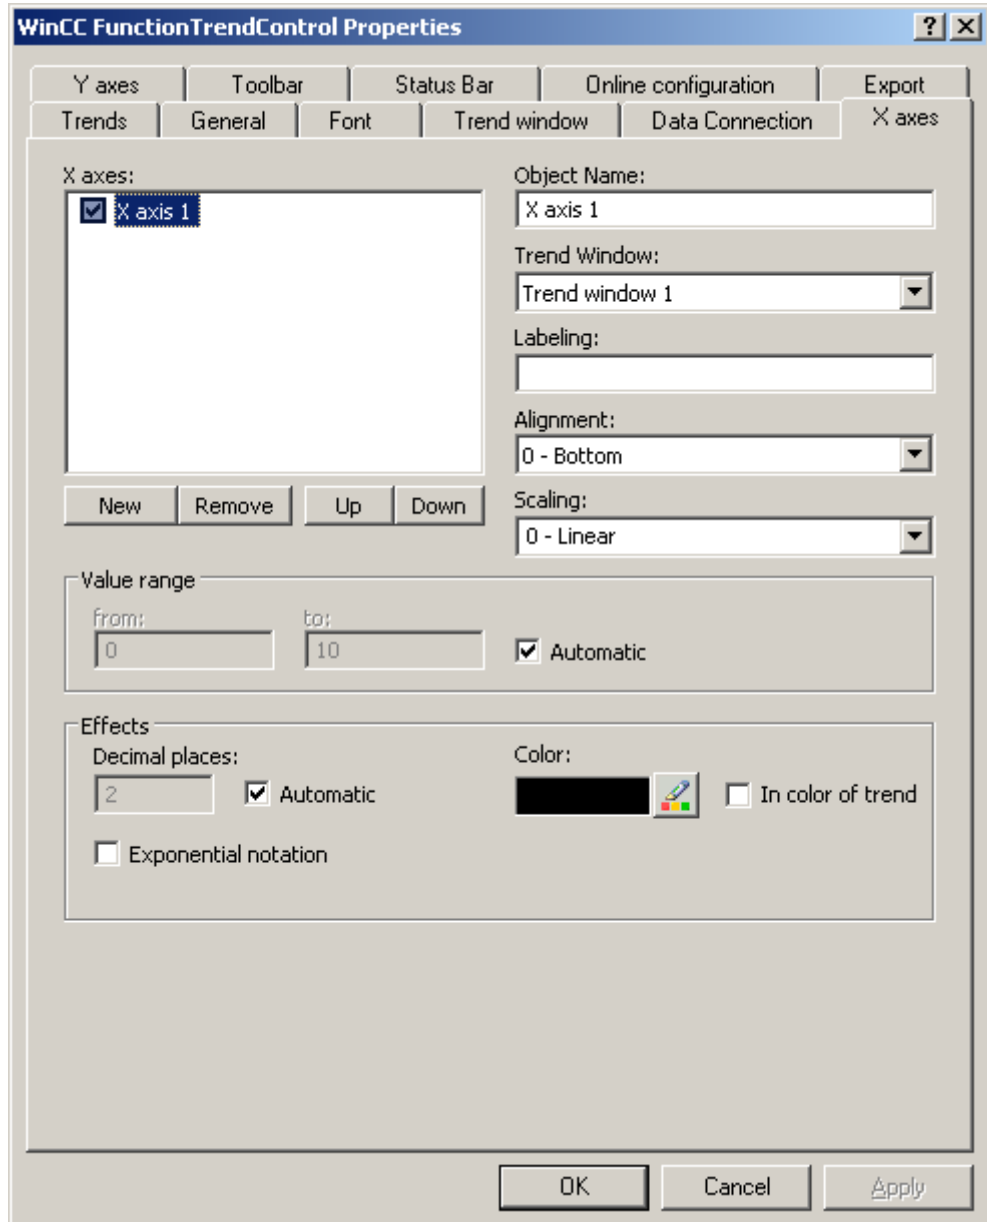 WinCC FunctionTrendControl Properties
Y axes Toolbar Status Bar Online configuration Export
Trends General Font Trend window Data Connection X axes
X axes:
X axis 1
New Remove Up Down
Object Name:
X axis 1
Trend Window:
Trend window 1
Labeling:
Alignment:
0 - Bottom
Scaling:
0 - Linear
Value range
from: to:
0 10 Automatic
Effects
Decimal places:
2 Automatic
Exponential notation
Color:
In color of trend
OK Cancel Apply